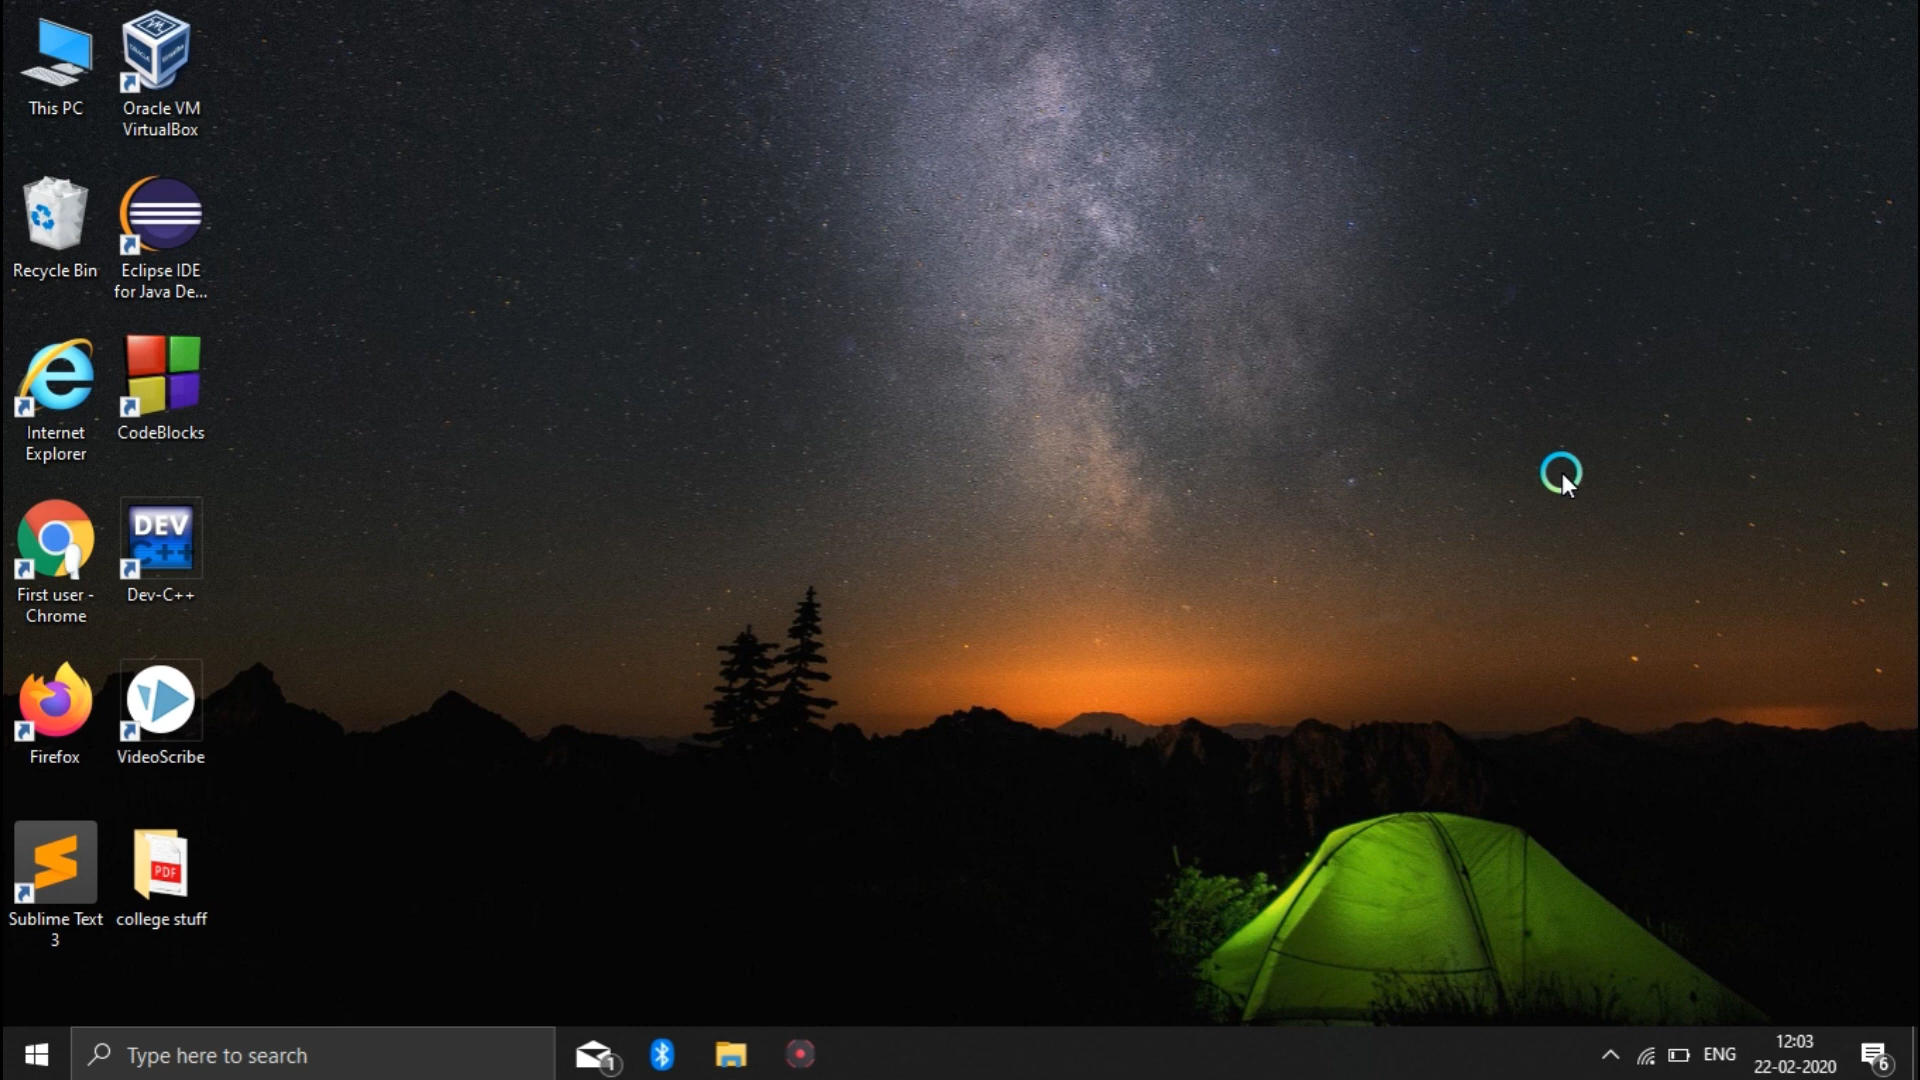 This PC
Oracle VM
VirtualBox
Recycle Bin
Eclipse IDE
for Java De...
Internet
Explorer
CodeBlocks
First user -
Chrome
DEV
C++
Dev-C++
Firefox
VideoScribe
Sublime Text
3
PDF
college stuff
Type here to search
1
ENG
12:03
22-02-2020
6